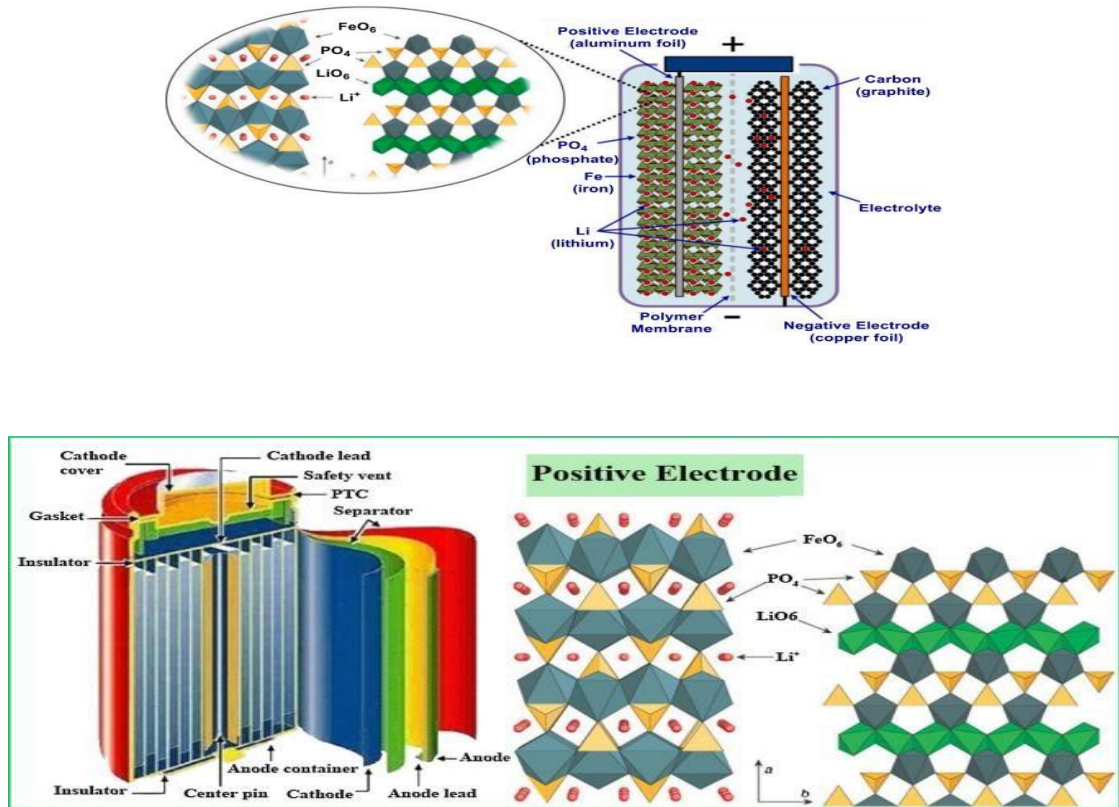 FeO6
PO4
LiO6
Li+
a
Positive Electrode
(aluminum foil)
+
Carbon
(graphite)
PO4
(phosphate)
Fe
(iron)
Electrolyte
Li
(lithium)
Polymer
Membrane
−
Negative Electrode
(copper foil)
Cathode
cover
Cathode lead
Safety vent
PTC
Gasket
Separator
Insulator
Anode container
Anode
Insulator
Center pin
Cathode
Anode lead
Positive Electrode
FeO6
PO4
LiO6
Li+
a
b